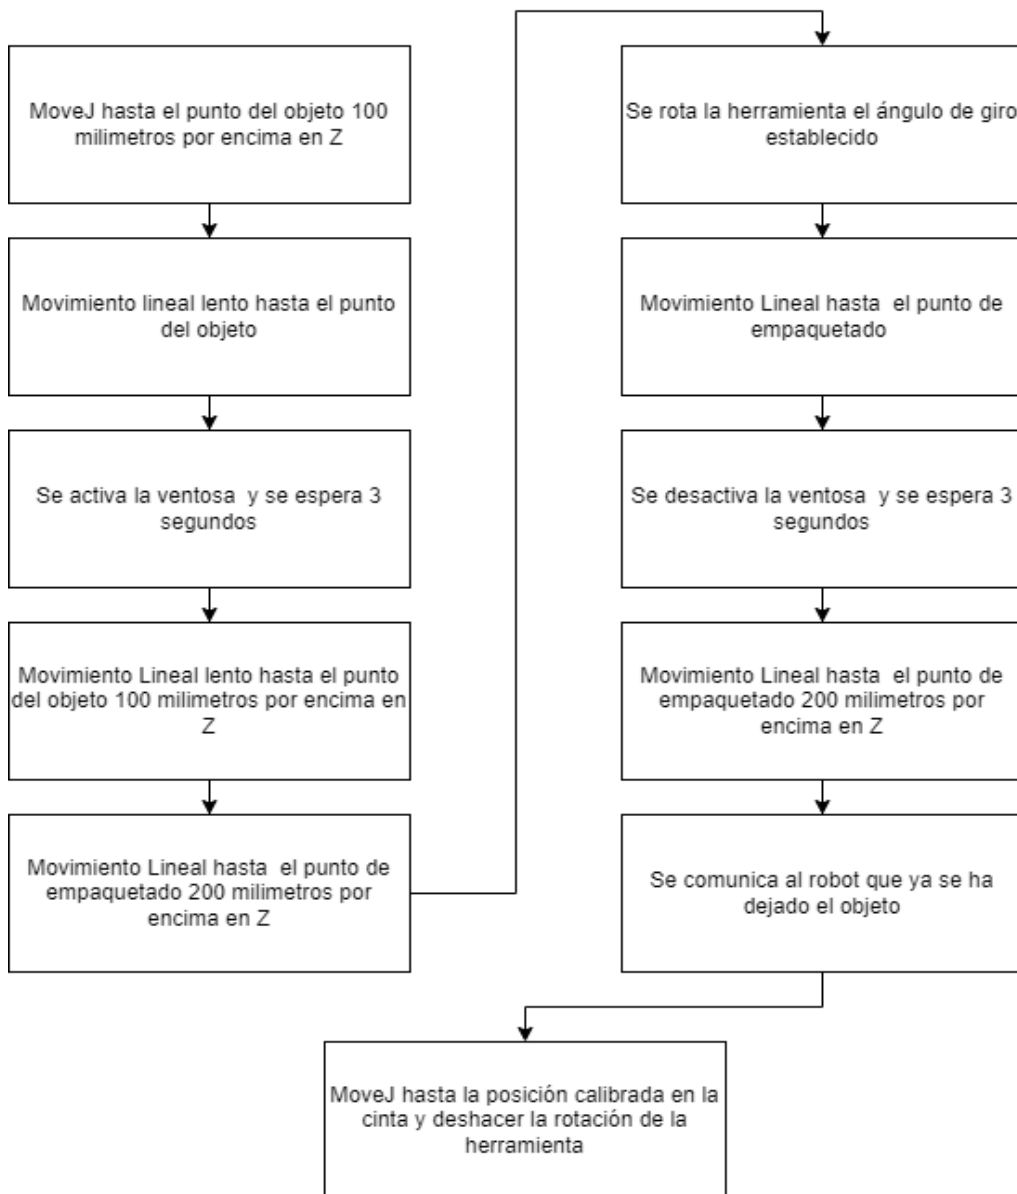 MoveJ hasta el punto del objeto 100
milimetros por encima en Z
Movimiento lineal lento hasta el punto
del objeto
Se activa la ventosa y se espera 3
segundos
Movimiento Lineal lento hasta el punto
del objeto 100 milimetros por encima en
Z
Movimiento Lineal hasta el punto de
empaquetado 200 milimetros por
encima en Z
Se rota la herramienta el ángulo de giro
establecido
Movimiento Lineal hasta el punto de
empaquetado
Se desactiva la ventosa y se espera 3
segundos
Movimiento Lineal hasta el punto de
empaquetado 200 milimetros por
encima en Z
Se comunica al robot que ya se ha
dejado el objeto
MoveJ hasta la posición calibrada en la
cinta y deshacer la rotación de la
herramienta